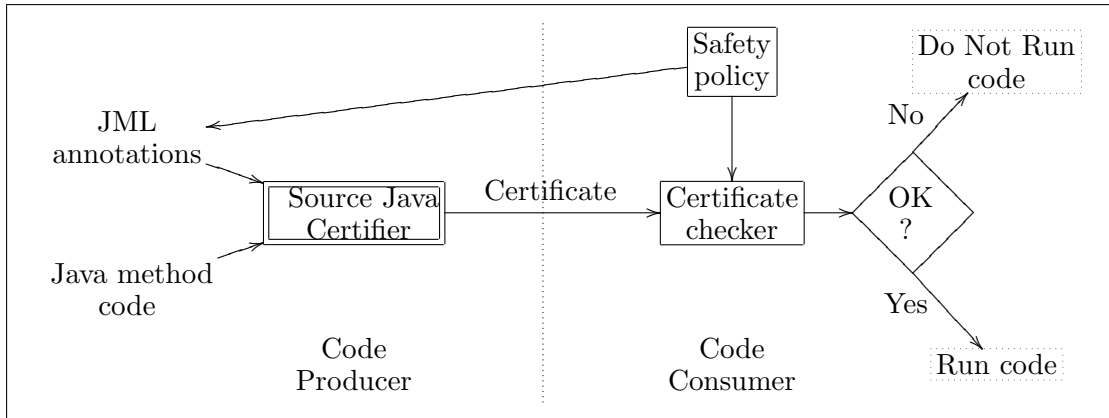 Safety
policy
Do Not Run
code
JML
annotations
No
Source Java
Certifier
Certificate
Certificate
checker
OK
?
Java method
code
Yes
Code
Producer
Code
Consumer
Run code